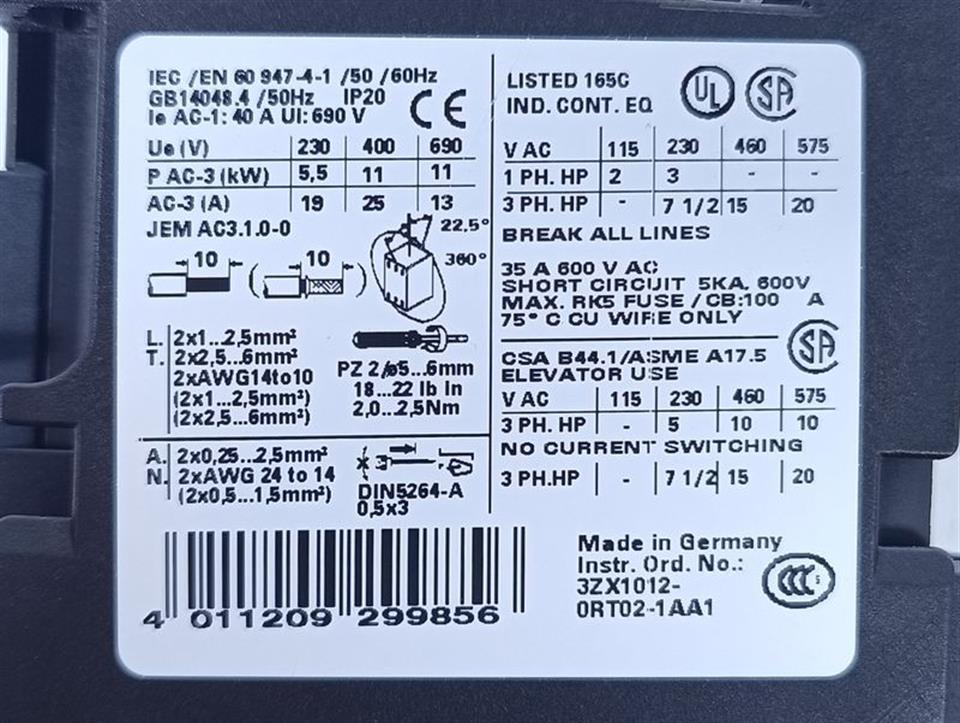 IEC /EN 60 947-4-1 /50 /60Hz
GB14048.4 /50Hz IP20
Ie AC-1: 40 A UI: 690 V
CE
Ue (V) 230 400 690
P AC-3 (kW) 5,5 11 11
AC-3 (A) 19 25 13
JEM AC3.1.0-0
22,5°
360°
10 ( 10 )
L. 2x1...2,5mm²
T. 2x2,5...6mm²
2xAWG14to10
(2x1...2,5mm²)
(2x2,5...6mm²)
PZ 2/ø5...6mm
18...22 lb in
2,0...2,5Nm
A. 2x0,25...2,5mm²
N. 2xAWG 24 to 14
(2x0,5...1,5mm²)
DIN5264-A
0,5x3
LISTED 165C
IND. CONT. EQ
UL SA
V AC 115 230 460 575
1 PH. HP 2 3 - -
3 PH. HP - 7 1/2 15 20
BREAK ALL LINES
35 A 600 V AC
SHORT CIRCUIT 5KA, 600V
MAX. RK5 FUSE / CB:100 A
75° C CU WIRE ONLY
SA
CSA B44.1/ASME A17.5
ELEVATOR USE
V AC 115 230 460 575
3 PH. HP - 5 10 10
NO CURRENT SWITCHING
3 PH.HP - 7 1/2 15 20
4 011209 299856
Made in Germany
Instr. Ord. No.:
3ZX1012-
0RT02-1AA1
CCC S